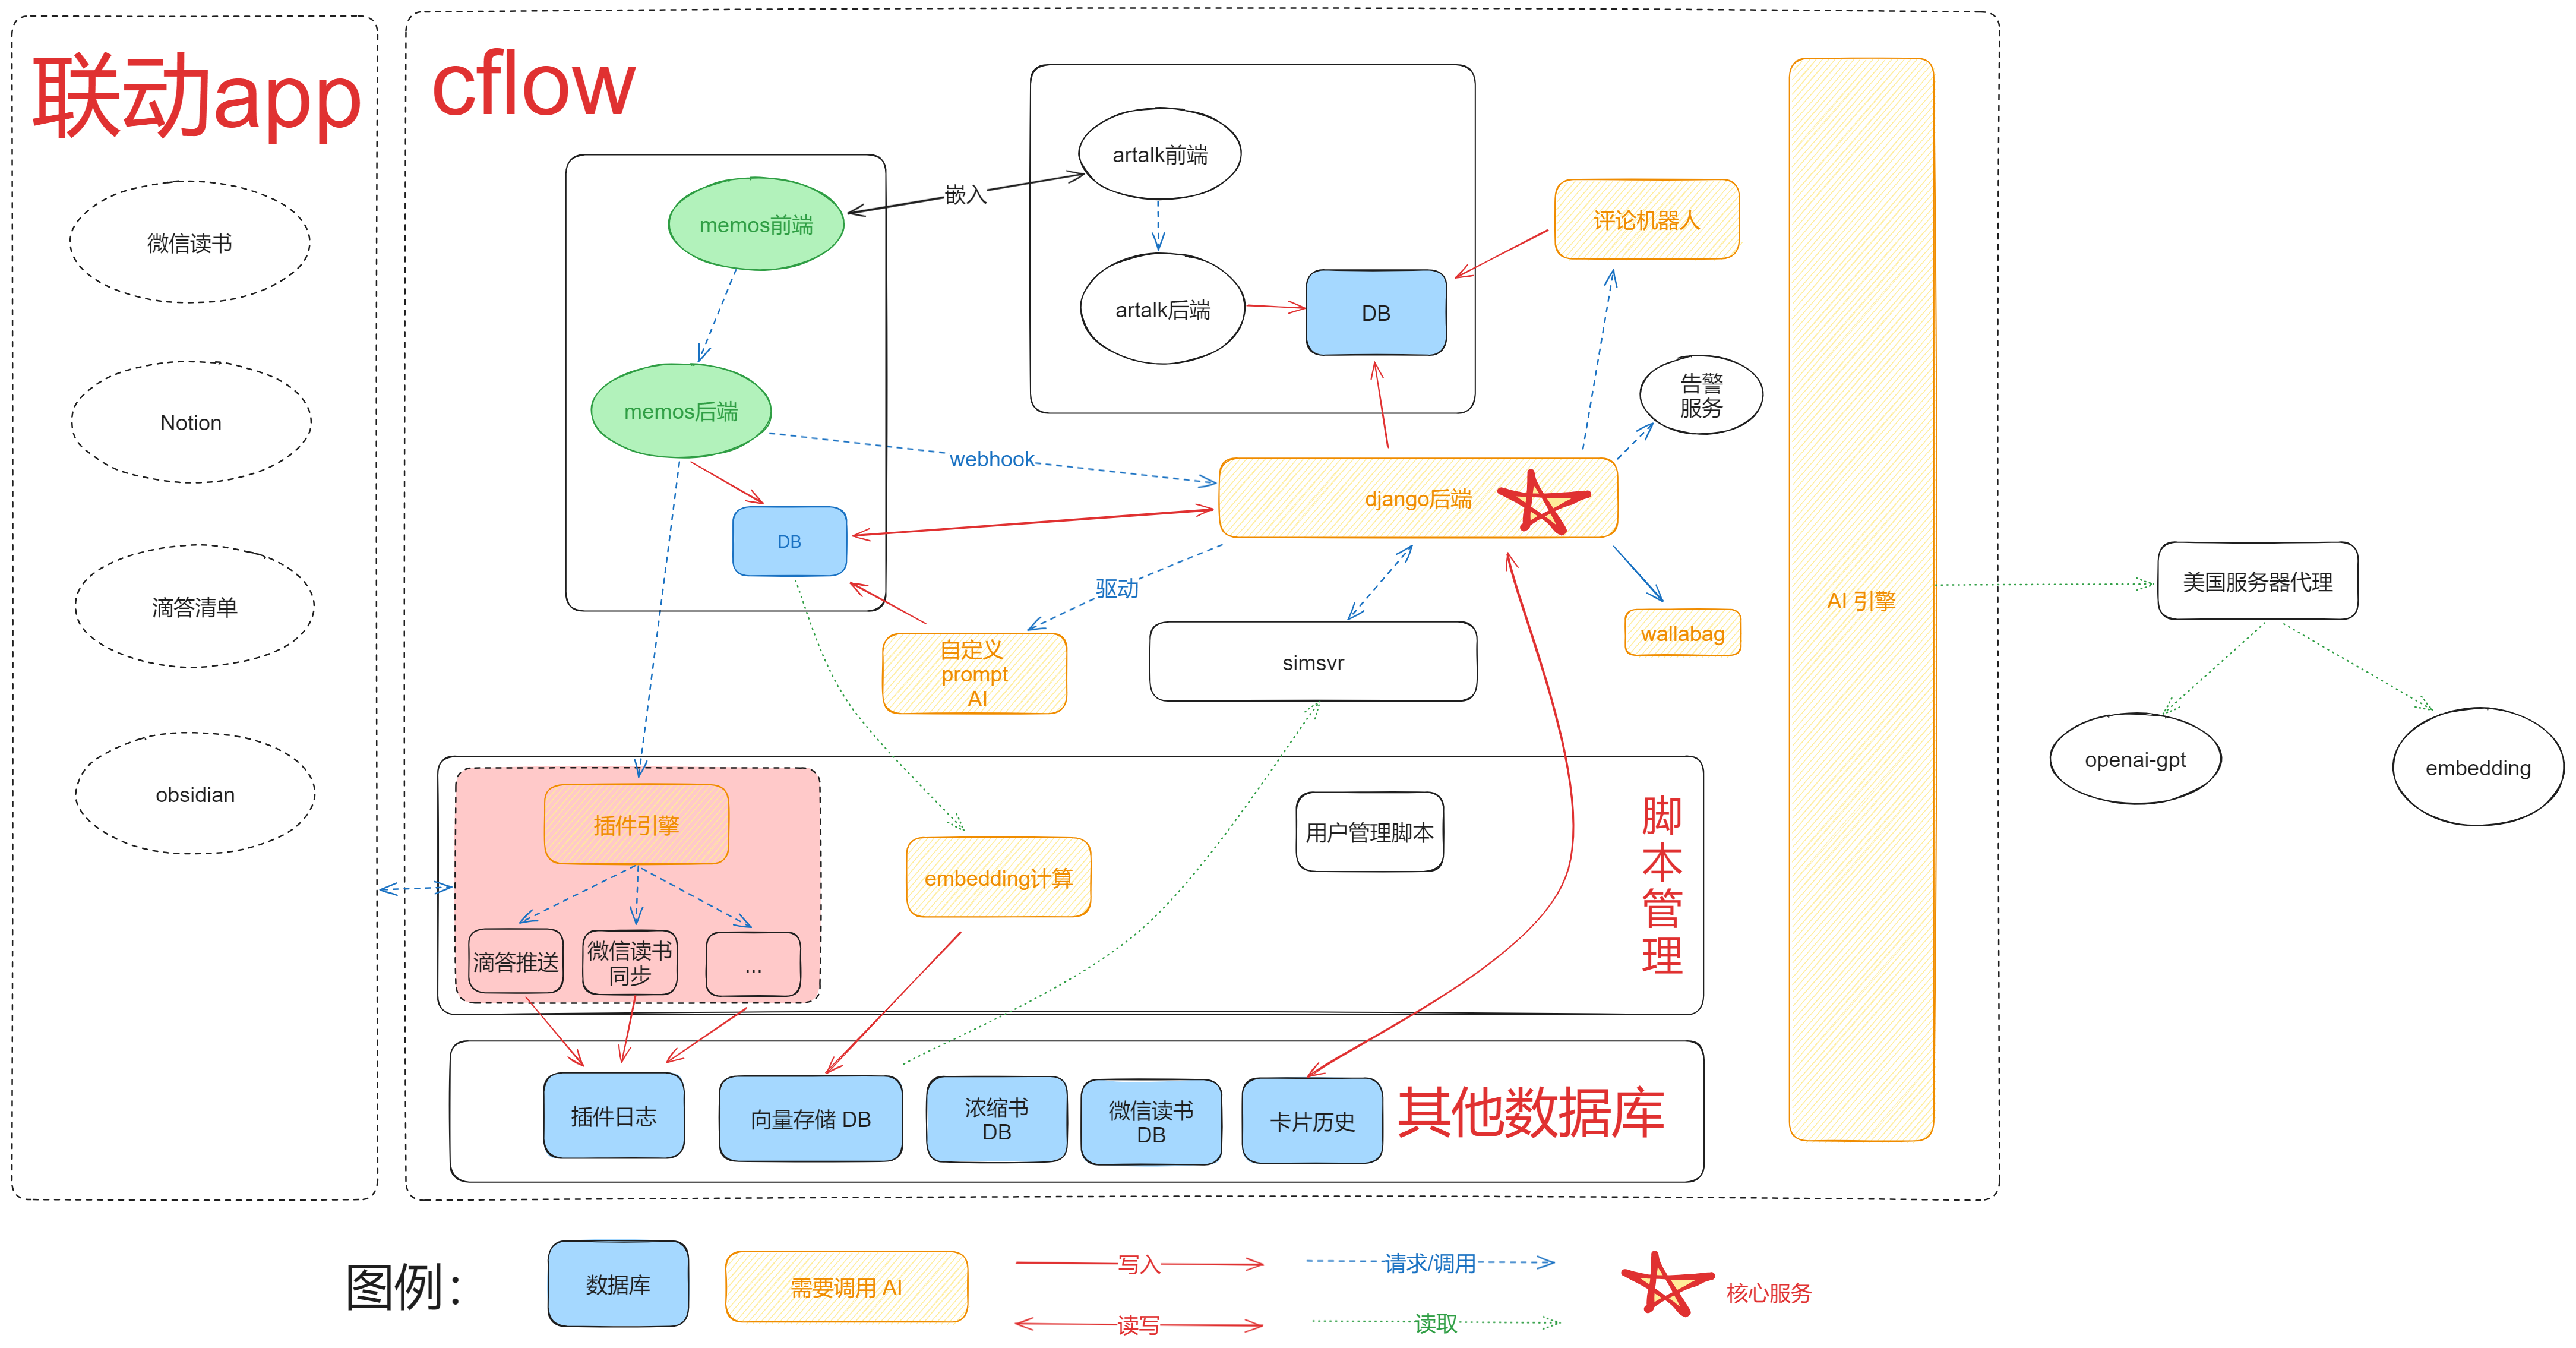 联动app
微信读书
Notion
滴答清单
obsidian
cflow
memos前端
嵌入
artalk前端
artalk后端
DB
评论机器人
告警
服务
memos后端
webhook
django后端
DB
驱动
自定义
prompt
AI
simsvr
wallabag
AI 引擎
美国服务器代理
openai-gpt
embedding
插件引擎
滴答推送
微信读书
同步
...
embedding计算
用户管理脚本
脚
本
管
理
插件日志
向量存储 DB
浓缩书
DB
微信读书
DB
卡片历史
其他数据库
图例：
数据库
需要调用 AI
写入
读写
请求/调用
读取
核心服务